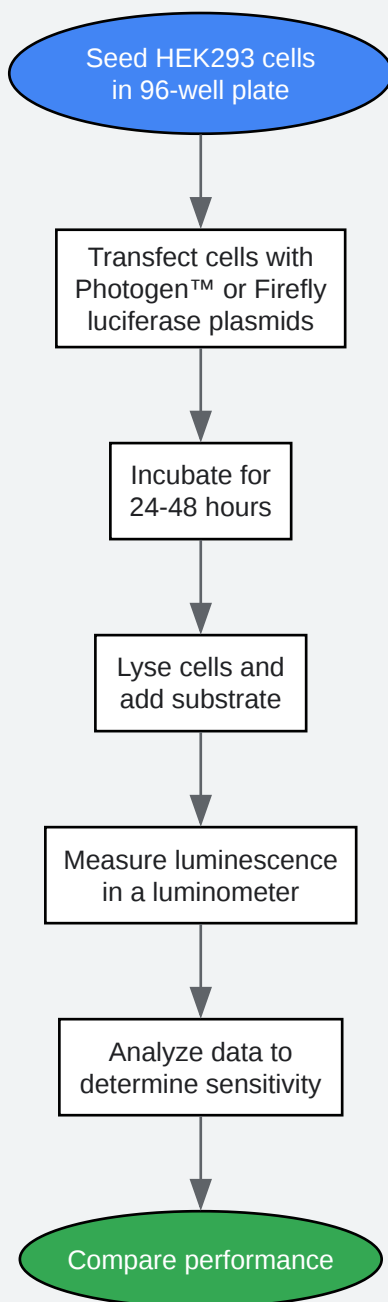 Seed HEK293 cells
in 96-well plate
Transfect cells with
Photogen™ or Firefly
luciferase plasmids
Incubate for
24-48 hours
Lyse cells and
add substrate
Measure luminescence
in a luminometer
Analyze data to
determine sensitivity
Compare performance